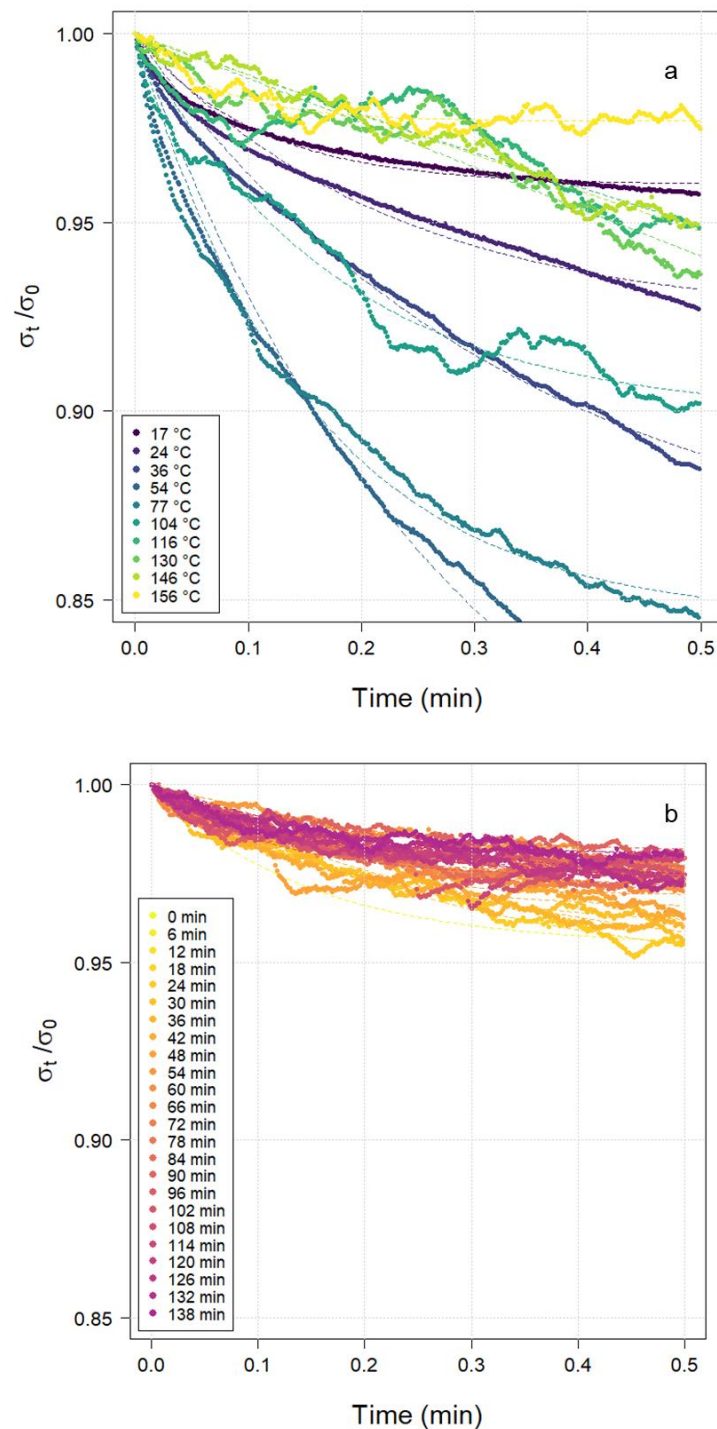 a
1.00
0.95
0.90
0.85
σt /σ0
17 °C
24 °C
36 °C
54 °C
77 °C
104 °C
116 °C
130 °C
146 °C
156 °C
0.0 0.1 0.2 0.3 0.4 0.5
Time (min)
b
1.00
0.95
0.90
0.85
σt /σ0
0 min
6 min
12 min
18 min
24 min
30 min
36 min
42 min
48 min
54 min
60 min
66 min
72 min
78 min
84 min
90 min
96 min
102 min
108 min
114 min
120 min
126 min
132 min
138 min
0.0 0.1 0.2 0.3 0.4 0.5
Time (min)